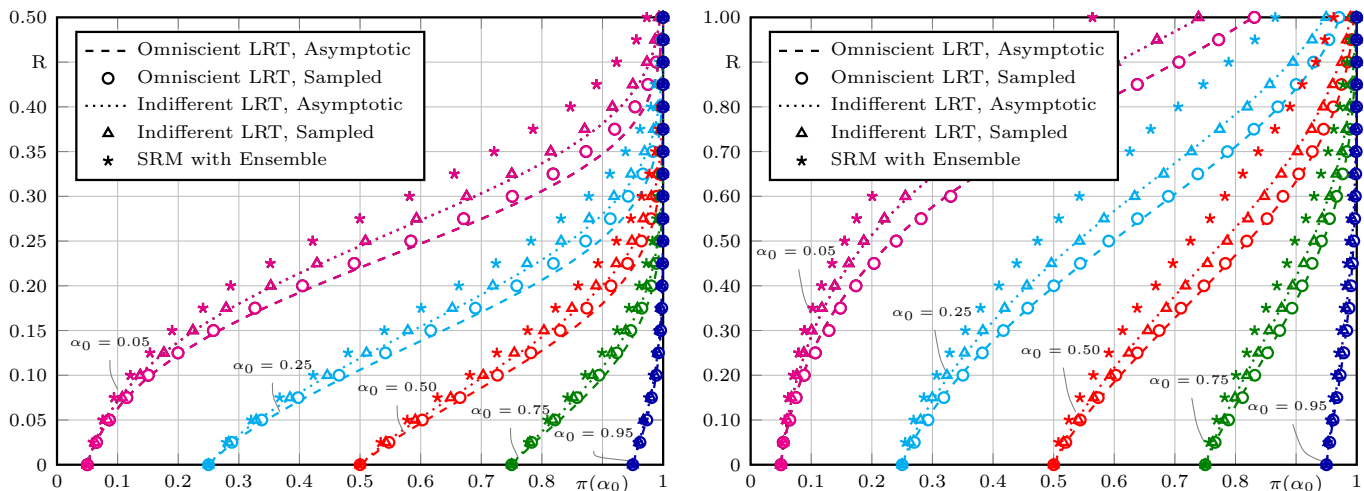 0.50
R
0.40
0.35
0.30
0.25
0.20
0.15
0.10
0.05
0
Omniscient LRT, Asymptotic
Omniscient LRT, Sampled
Indifferent LRT, Asymptotic
Indifferent LRT, Sampled
SRM with Ensemble
α₀ = 0.05
α₀ = 0.25
α₀ = 0.50
α₀ = 0.75
α₀ = 0.95
0 0.1 0.2 0.3 0.4 0.5 0.6 0.7 0.8 π(α₀) 1
1.00
R
0.80
0.70
0.60
0.50
0.40
0.30
0.20
0.10
0
Omniscient LRT, Asymptotic
Omniscient LRT, Sampled
Indifferent LRT, Asymptotic
Indifferent LRT, Sampled
SRM with Ensemble
α₀ = 0.05
α₀ = 0.25
α₀ = 0.50
α₀ = 0.75
α₀ = 0.95
0 0.1 0.2 0.3 0.4 0.5 0.6 0.7 0.8 π(α₀) 1